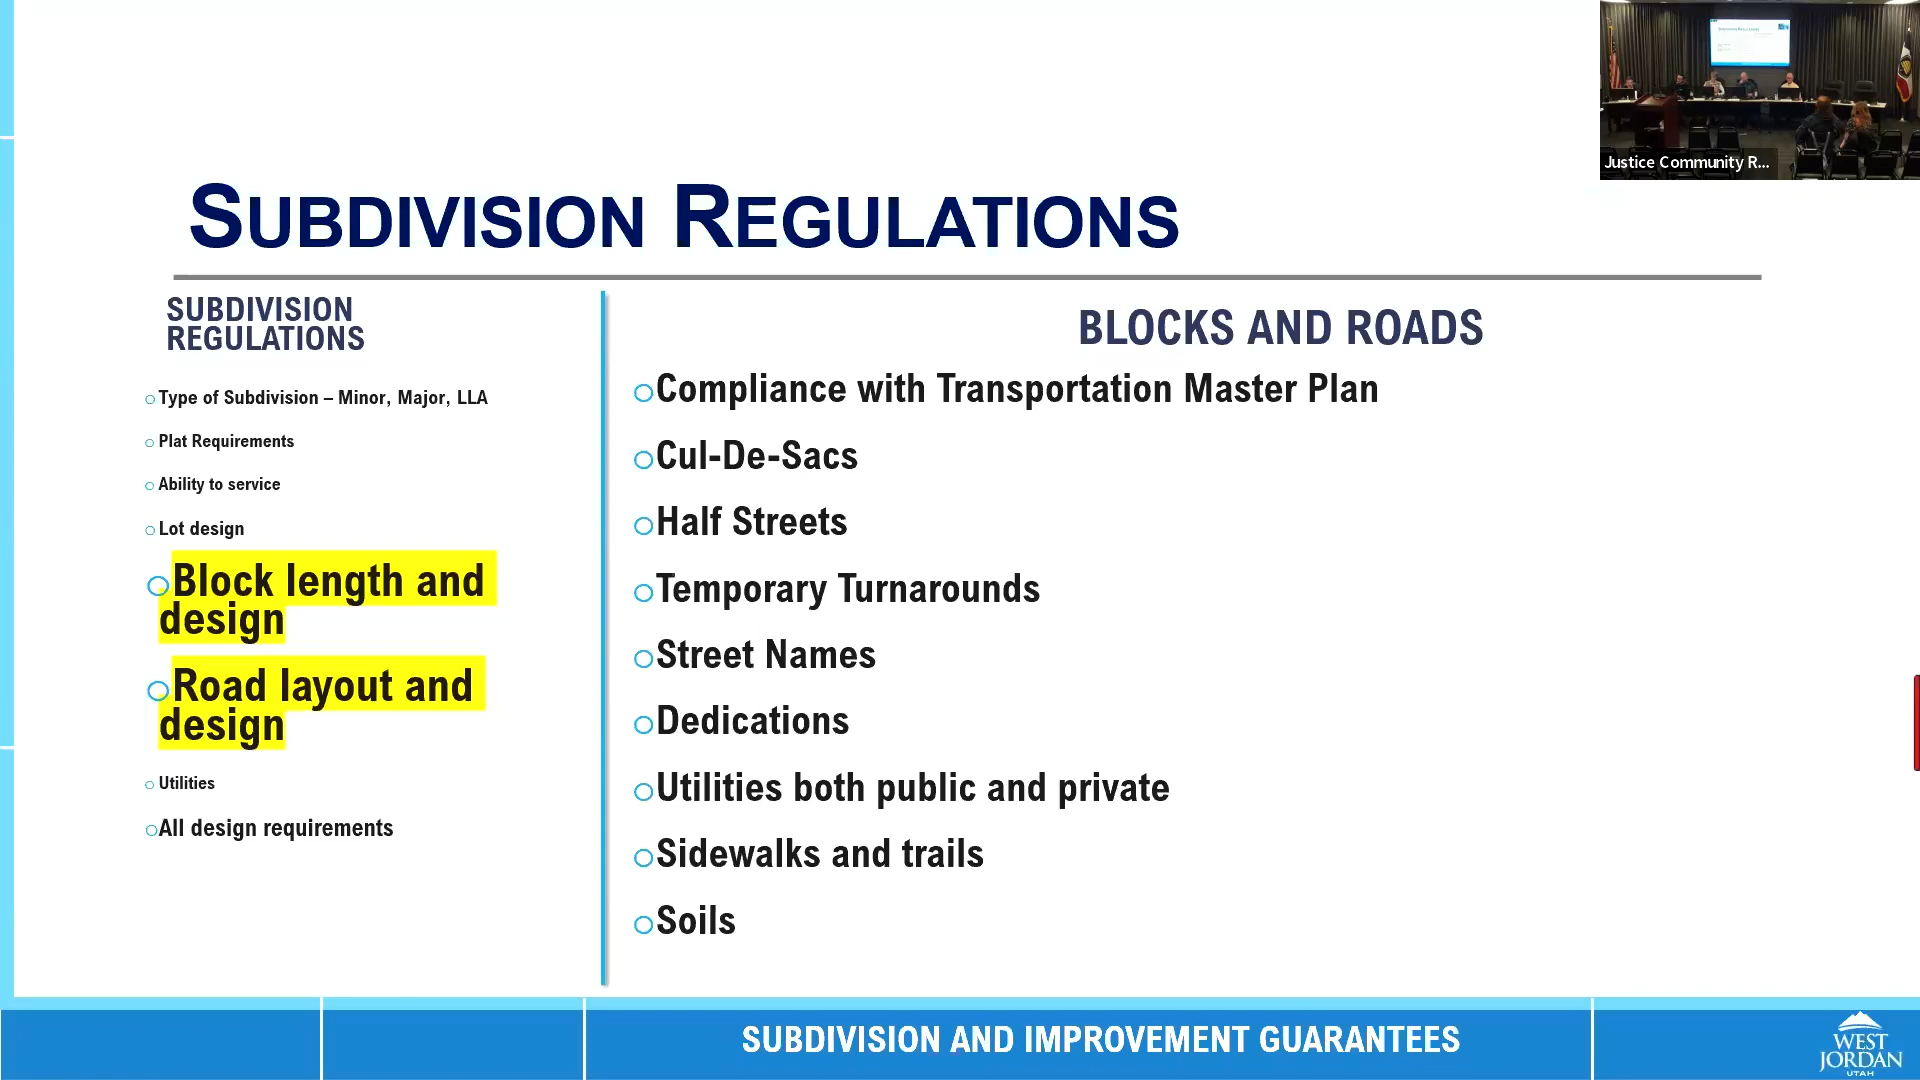 Justice Community R...
SUBDIVISION REGULATIONS
SUBDIVISION
REGULATIONS
Type of Subdivision – Minor, Major, LLA
Plat Requirements
Ability to service
Lot design
Block length and
design
Road layout and
design
Utilities
All design requirements
BLOCKS AND ROADS
Compliance with Transportation Master Plan
Cul-De-Sacs
Half Streets
Temporary Turnarounds
Street Names
Dedications
Utilities both public and private
Sidewalks and trails
Soils
SUBDIVISION AND IMPROVEMENT GUARANTEES
WEST
JORDAN
UTAH